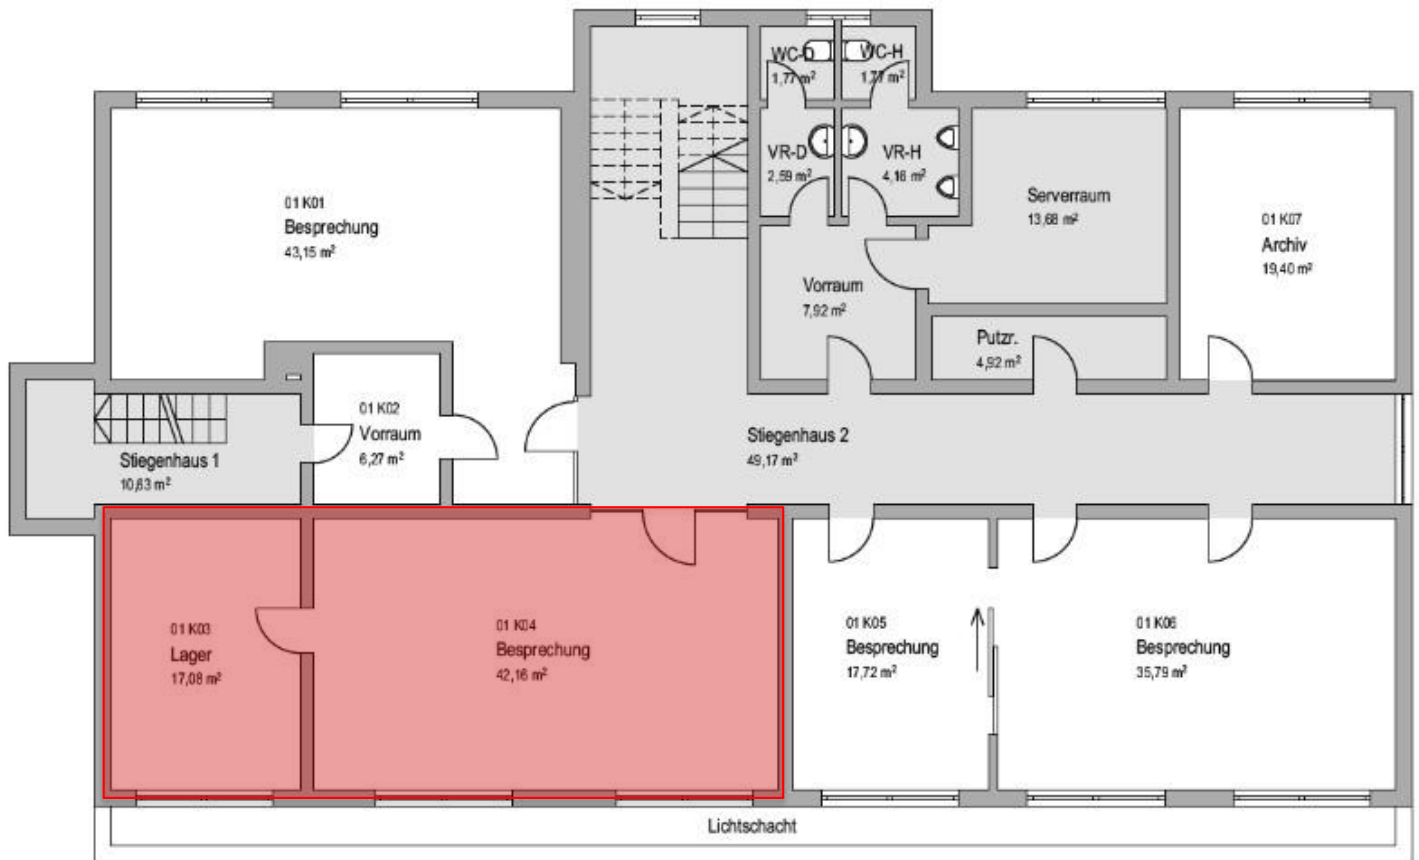 WC-D
1,77 m²
WC-H
1,77 m²
VR-D
2,59 m²
VR-H
4,16 m²
01 K01
Besprechung
43,15 m²
Serverraum
13,68 m²
01 K07
Archiv
19,40 m²
Vorraum
7,92 m²
Putzr.
4,92 m²
01 K02
Vorraum
6,27 m²
Stiegenhaus 1
10,63 m²
Stiegenhaus 2
49,17 m²
01 K03
Lager
17,08 m²
01 K04
Besprechung
42,16 m²
01 K05
Besprechung
17,72 m²
01 K06
Besprechung
35,79 m²
Lichtschacht